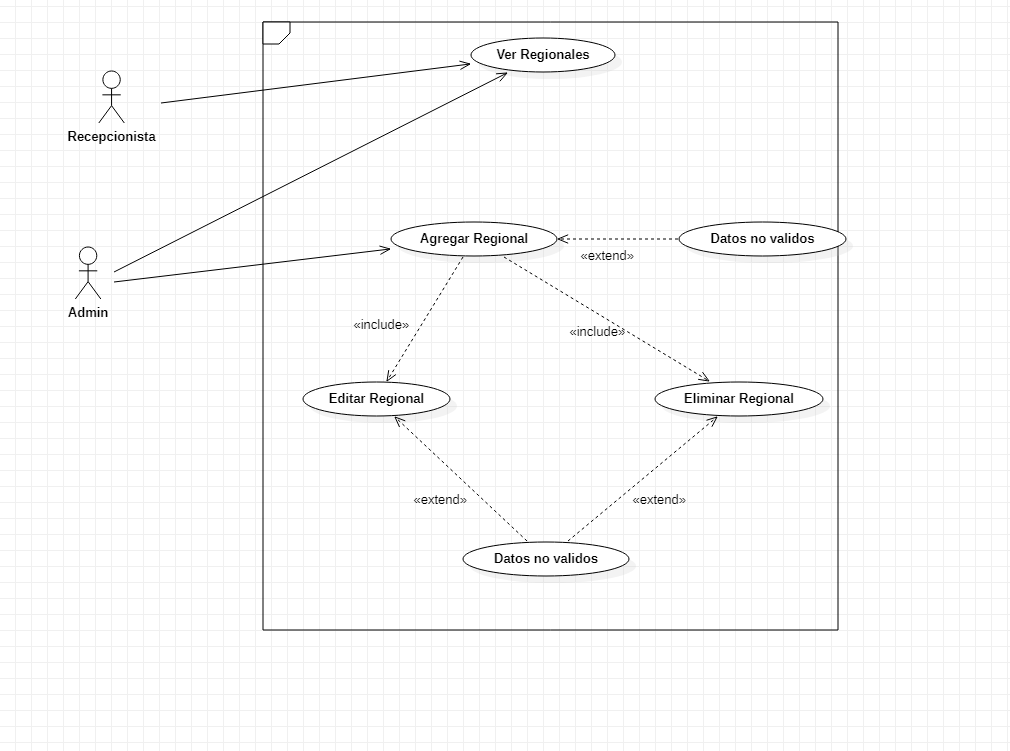 Ver Regionales
Recepcionista
Agregar Regional
Datos no validos
«extend»
Admin
«include»
«include»
Editar Regional
Eliminar Regional
«extend»
«extend»
Datos no validos